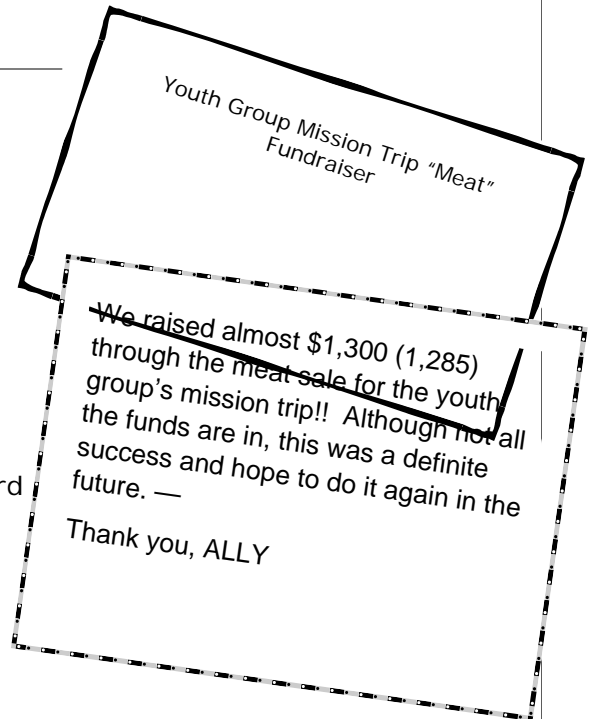 Youth Group Mission Trip “Meat”
Fundraiser
We raised almost $1,300 (1,285)
through the meat sale for the youth
group’s mission trip!!  Although not all
the funds are in, this was a definite
success and hope to do it again in the
future. —
Thank you, ALLY
rd